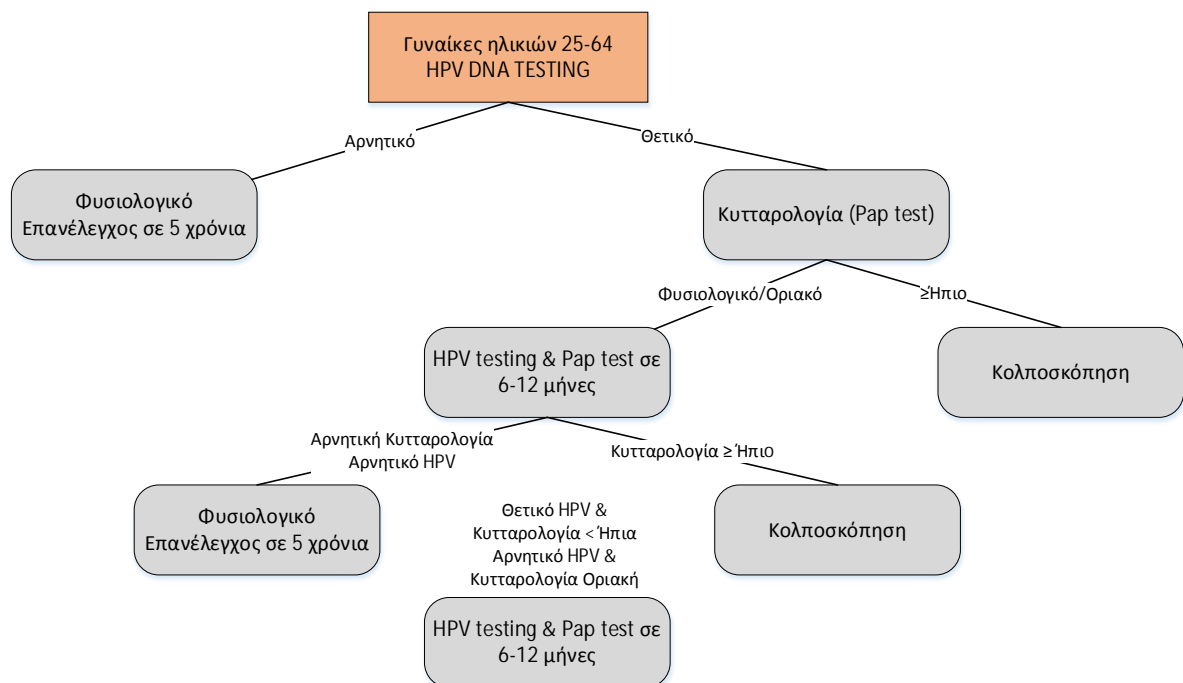 Γυναίκες ηλικιών 25-64
HPV DNA TESTING
Αρνητικό
Θετικό
Φυσιολογικό
Επανέλεγχος σε 5 χρόνια
Κυτταρολογία (Pap test)
Φυσιολογικό/Οριακό
≥Ήπιο
HPV testing & Pap test σε
6-12 μήνες
Κολποσκόπηση
Αρνητική Κυτταρολογία
Αρνητικό HPV
Κυτταρολογία ≥ Ήπιο
Φυσιολογικό
Επανέλεγχος σε 5 χρόνια
Θετικό HPV &
Κυτταρολογία < Ήπια
Αρνητικό HPV &
Κυτταρολογία Οριακή
Κολποσκόπηση
HPV testing & Pap test σε
6-12 μήνες